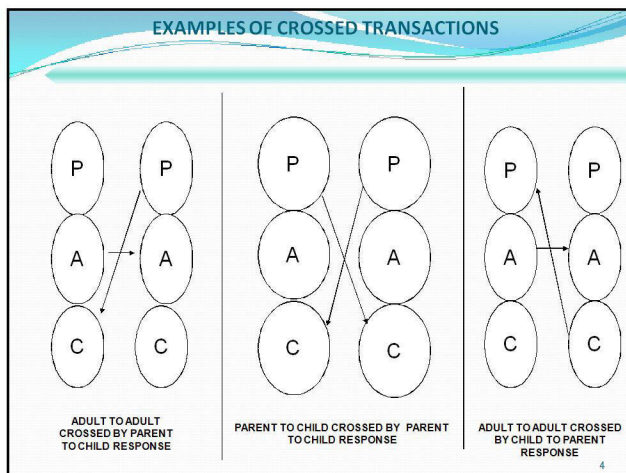 EXAMPLES OF CROSSED TRANSACTIONS
P P
A A
C C
ADULT TO ADULT
CROSSED BY PARENT
TO CHILD RESPONSE
P P
A A
C C
PARENT TO CHILD CROSSED BY PARENT
TO CHILD RESPONSE
P P
A A
C C
ADULT TO ADULT CROSSED
BY CHILD TO PARENT
RESPONSE
4